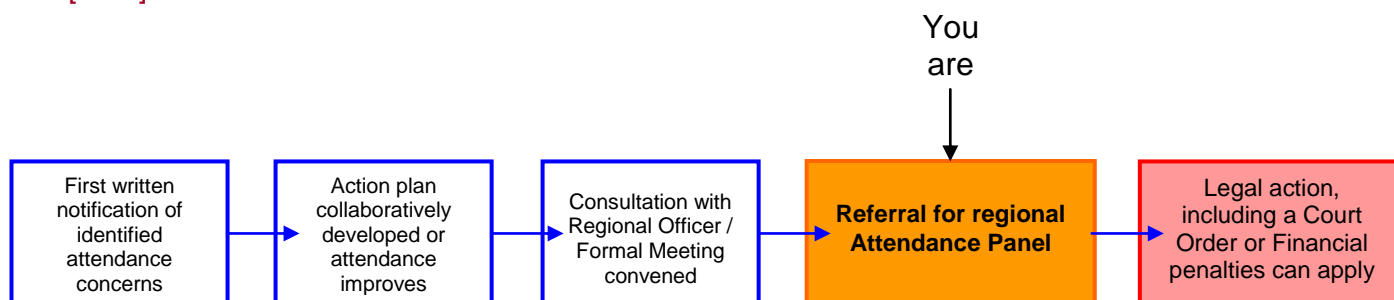 You
are
First written
notification of
identified
attendance
concerns
Action plan
collaboratively
developed or
attendance
improves
Consultation with
Regional Officer /
Formal Meeting
convened
Referral for regional
Attendance Panel
Legal action,
including a Court
Order or Financial
penalties can apply